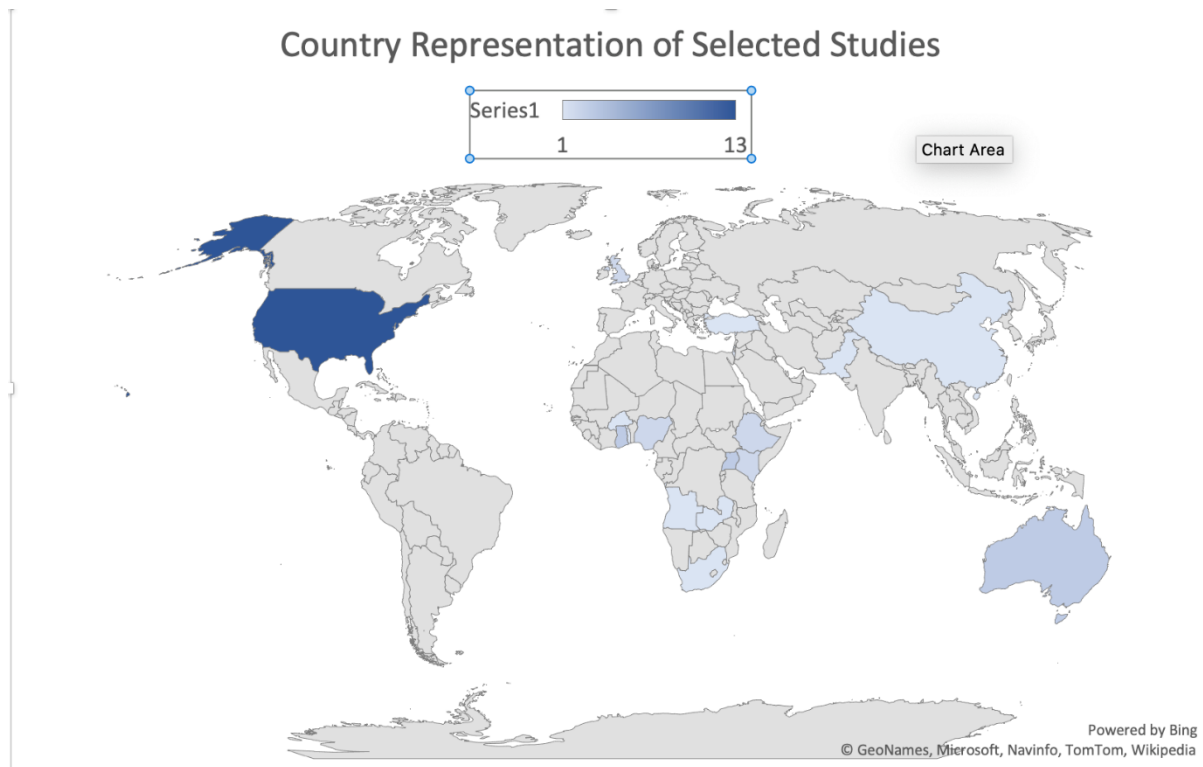 Country Representation of Selected Studies
Series1
1 13
Chart Area
Powered by Bing
© GeoNames, Microsoft, Navinfo, TomTom, Wikipedia